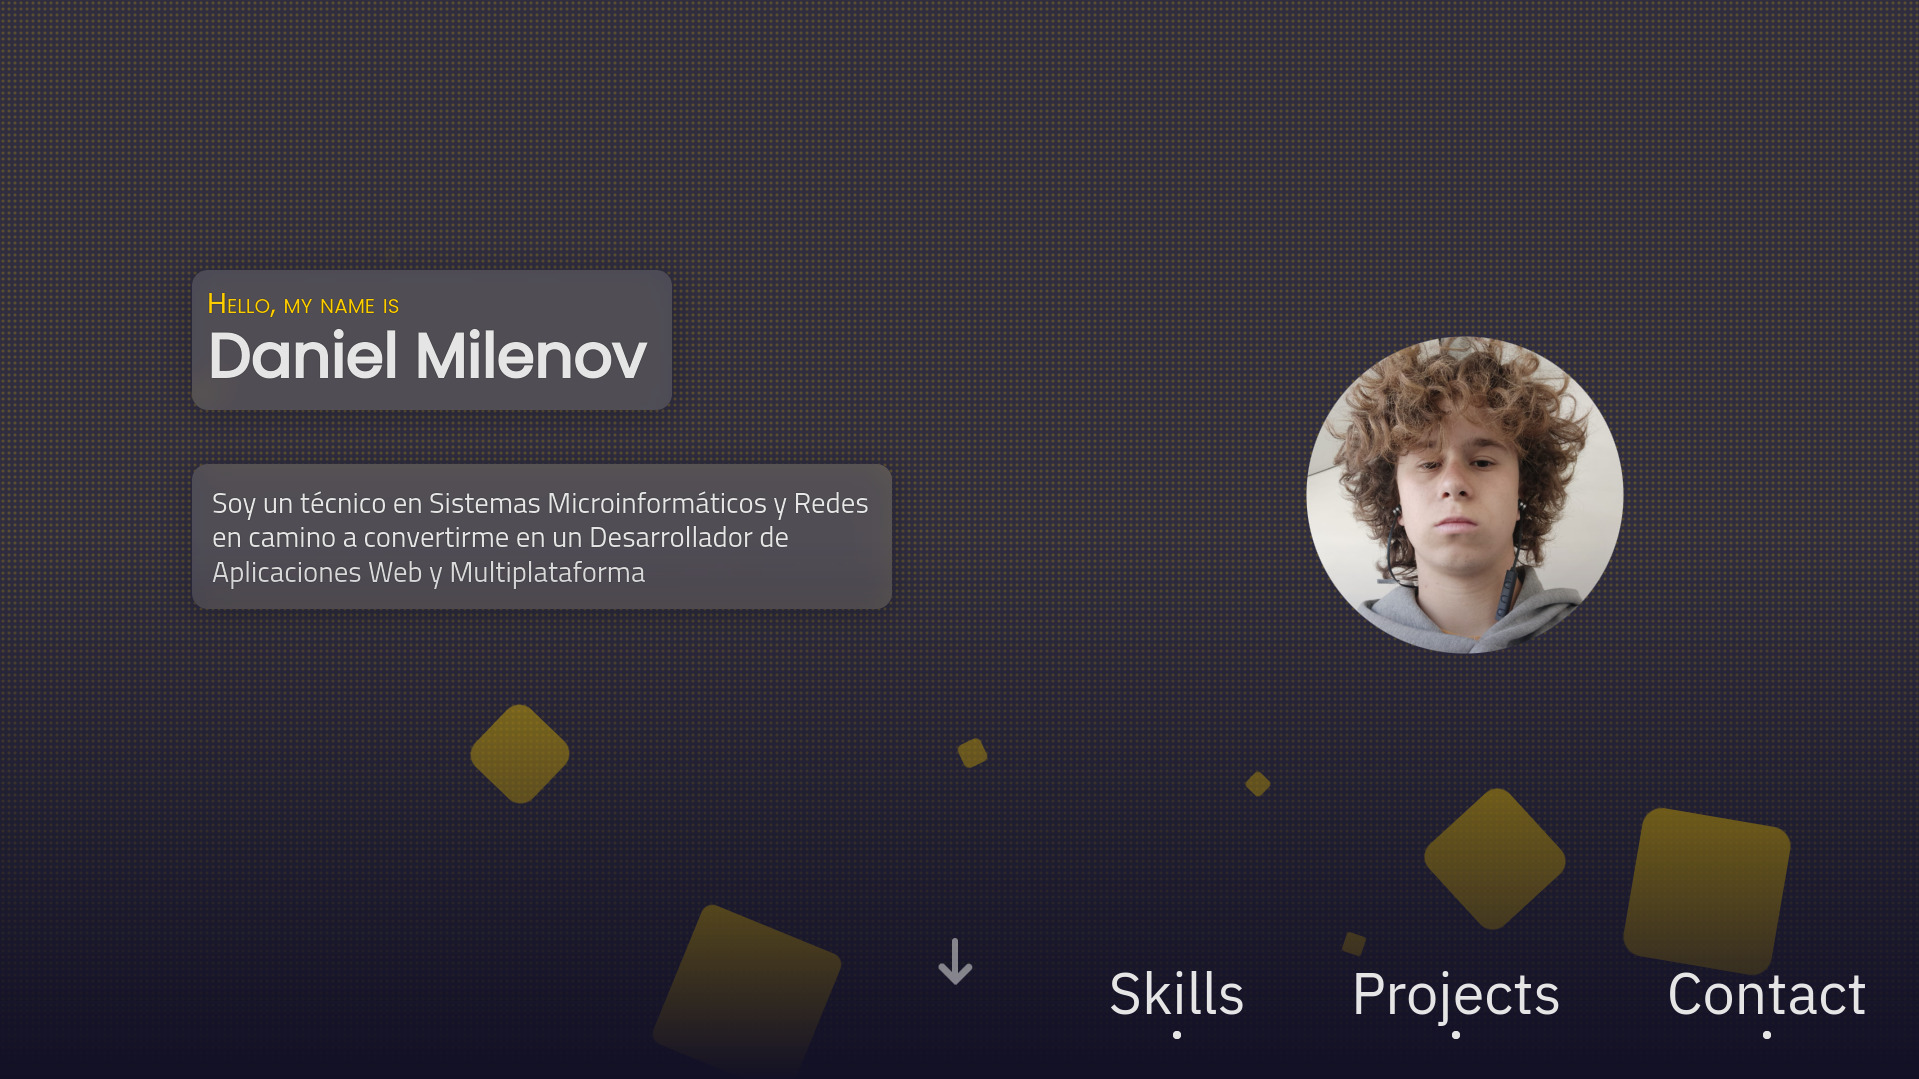 Hello, my name is
Daniel Milenov
Soy un técnico en Sistemas Microinformáticos y Redes
en camino a convertirme en un Desarrollador de
Aplicaciones Web y Multiplataforma
Skills
Projects
Contact